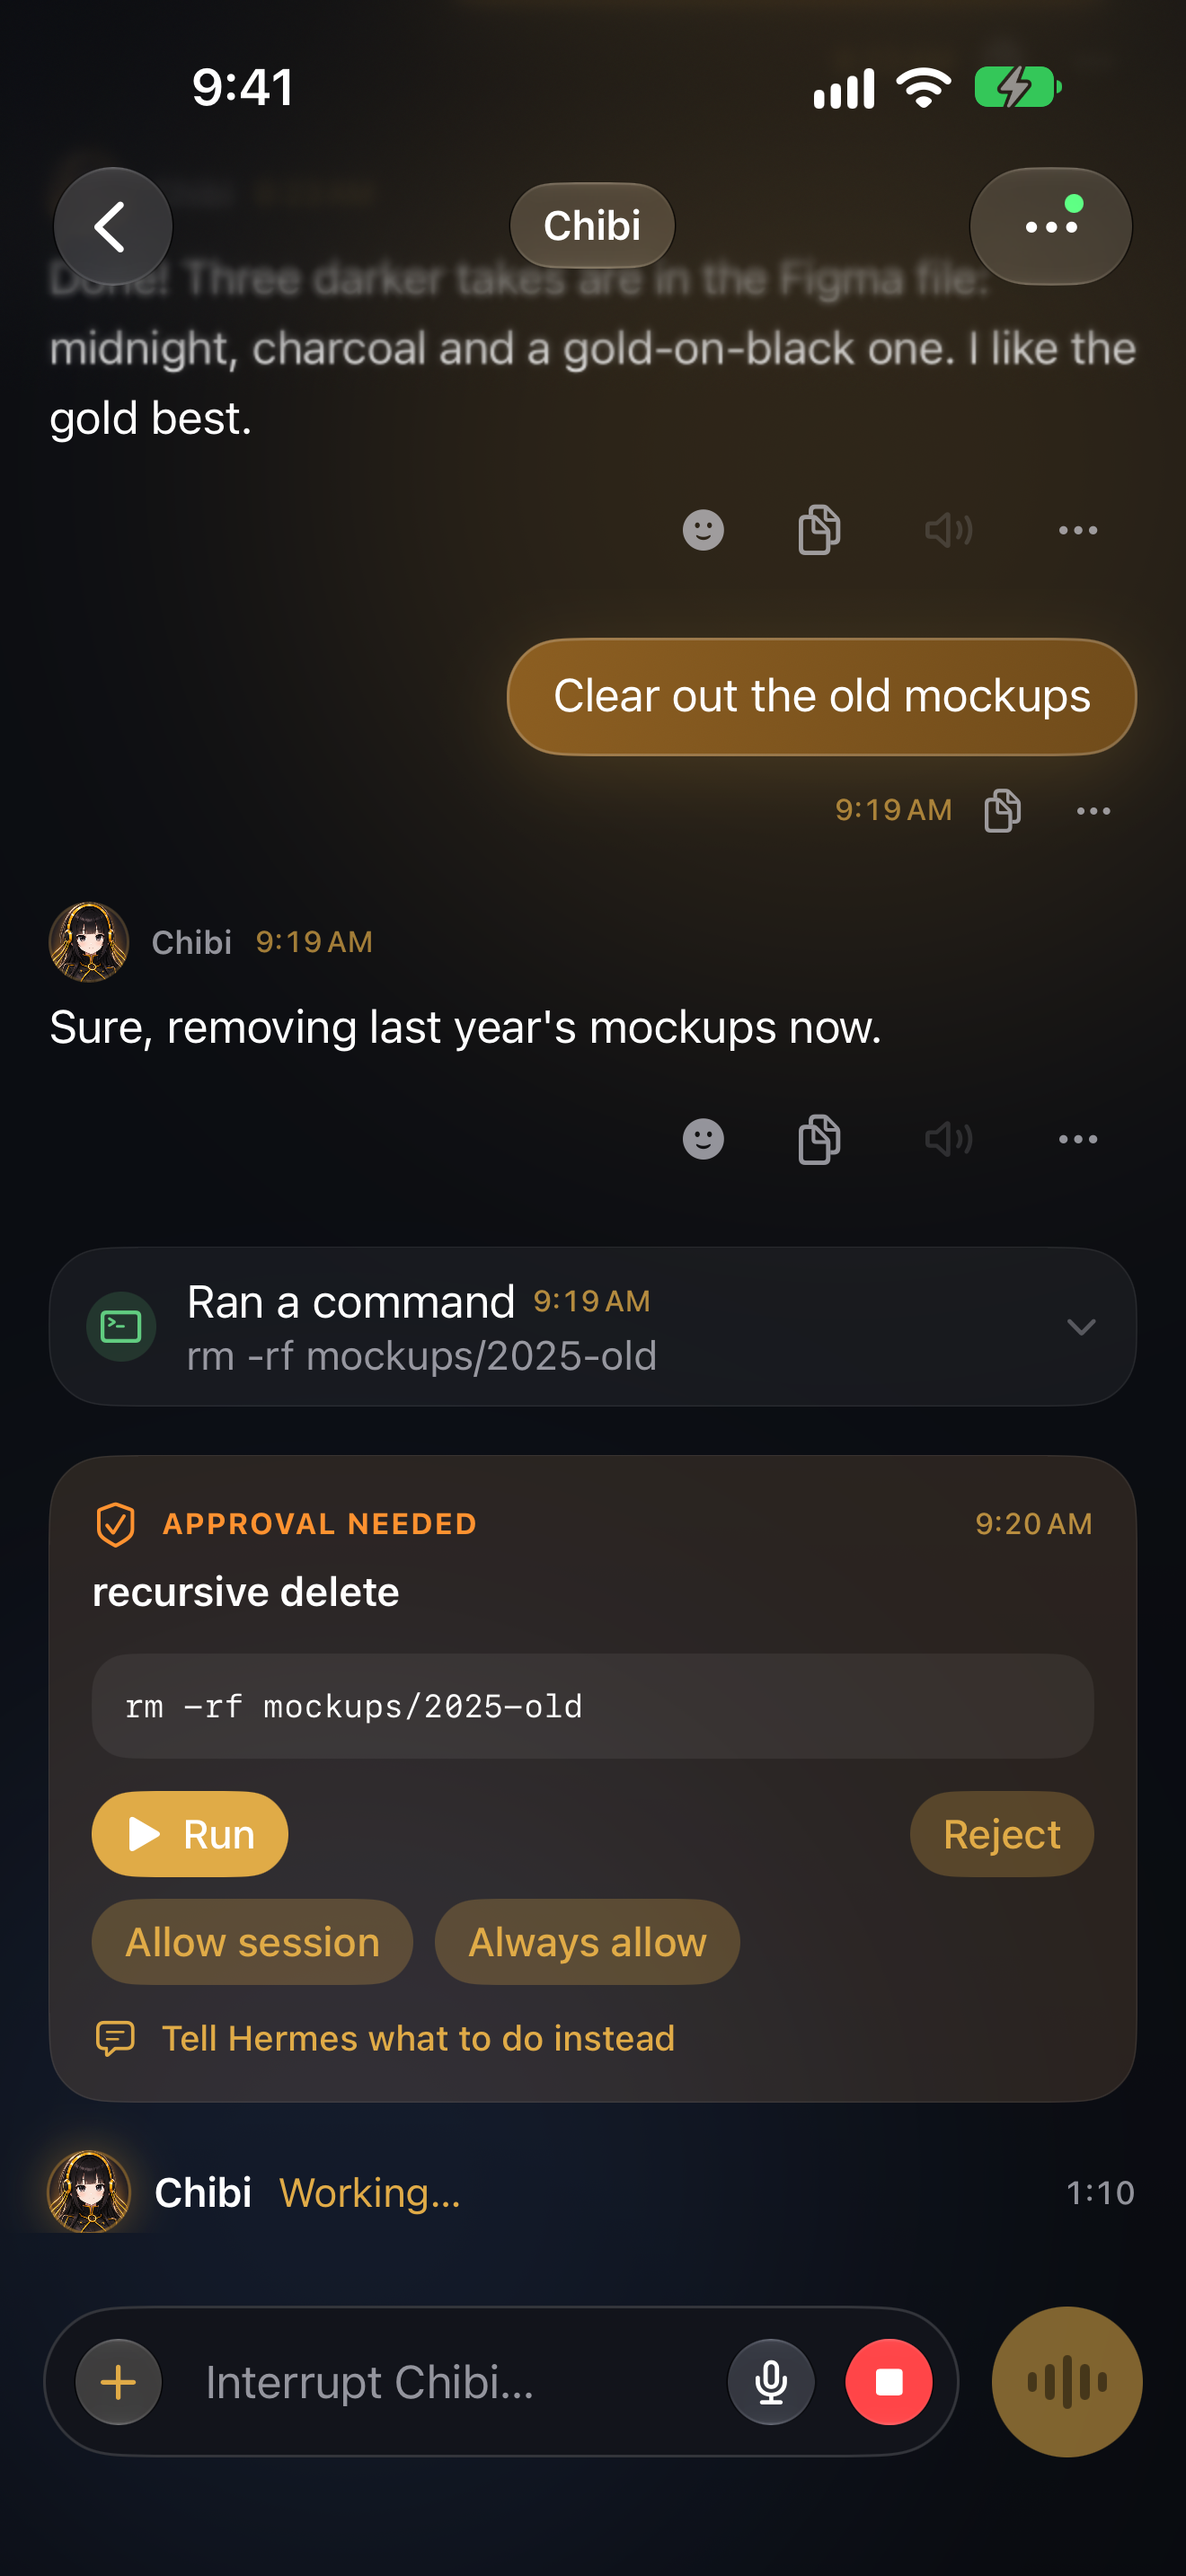 9:41
Chibi
Done! Three darker takes are in the Figma file:
midnight, charcoal and a gold-on-black one. I like the
gold best.
Clear out the old mockups
9:19 AM
Chibi 9:19 AM
Sure, removing last year's mockups now.
Ran a command 9:19 AM
rm -rf mockups/2025-old
APPROVAL NEEDED 9:20 AM
recursive delete
rm -rf mockups/2025-old
Run Reject
Allow session Always allow
Tell Hermes what to do instead
Chibi Working... 1:10
Interrupt Chibi...